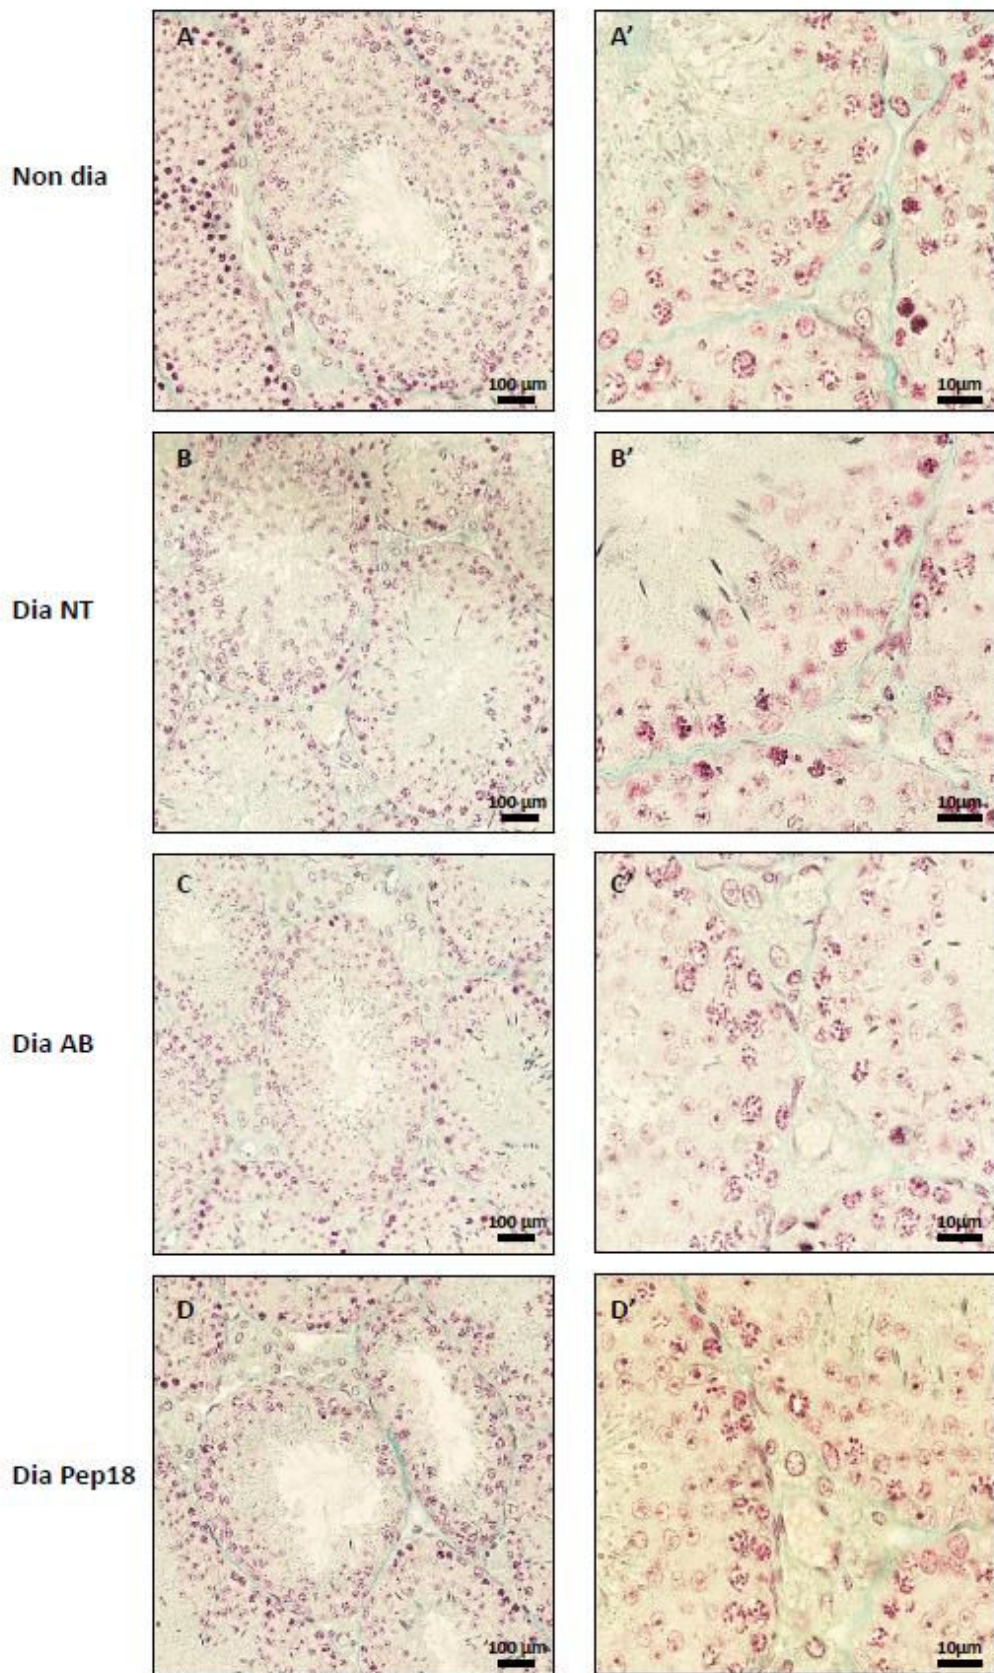 A
A’
Non dia
100 µm
10µm
B
B’
Dia NT
100 µm
10µm
C
C’
Dia AB
100 µm
10µm
D
D’
Dia Pep18
100 µm
10µm